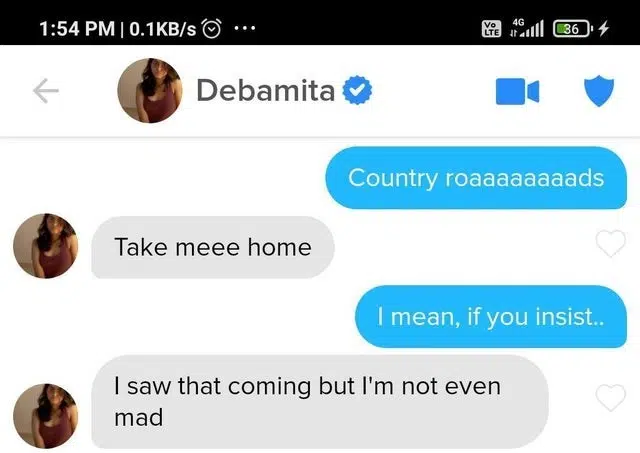 1:54 PM | 0.1KB/s ...
Vo LTE 4G 36
Debamita
Country roaaaaaaaaads
Take meee home
I mean, if you insist..
I saw that coming but I'm not even
mad